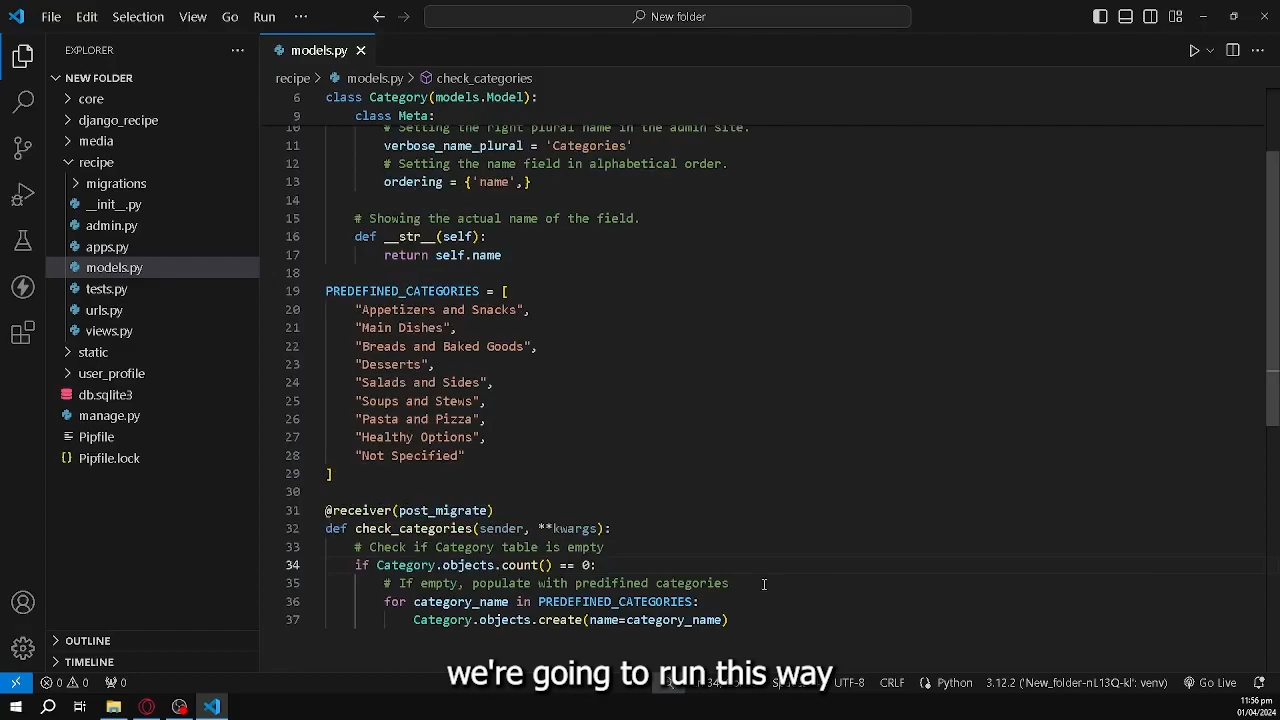 File Edit Selection View Go Run ... New folder
EXPLORER ...
models.py
NEW FOLDER
core
django_recipe
media
recipe
migrations
__init__.py
admin.py
apps.py
models.py
tests.py
urls.py
views.py
static
user_profile
db.sqlite3
manage.py
Pipfile
Pipfile.lock
OUTLINE
TIMELINE
recipe > models.py > check_categories
6 class Category(models.Model):
9 class Meta:
10 # Setting the right plural name in the admin site.
11 verbose_name_plural = 'Categories'
12 # Setting the name field in alphabetical order.
13 ordering = {'name',}
14
15 # Showing the actual name of the field.
16 def __str__(self):
17 return self.name
18
19 PREDEFINED_CATEGORIES = [
20 "Appetizers and Snacks",
21 "Main Dishes",
22 "Breads and Baked Goods",
23 "Desserts",
24 "Salads and Sides",
25 "Soups and Stews",
26 "Pasta and Pizza",
27 "Healthy Options",
28 "Not Specified"
29 ]
30
31 @receiver(post_migrate)
32 def check_categories(sender, **kwargs):
33 # Check if Category table is empty
34 if Category.objects.count() == 0:
35 # If empty, populate with predifined categories
36 for category_name in PREDEFINED_CATEGORIES:
37 Category.objects.create(name=category_name)
we're going to run this way
0 0 0 UTF-8 CRLF Python 3.12.2 (New_folder-nL13Q-kl': venv) Go Live
11:56 pm
01/04/2024